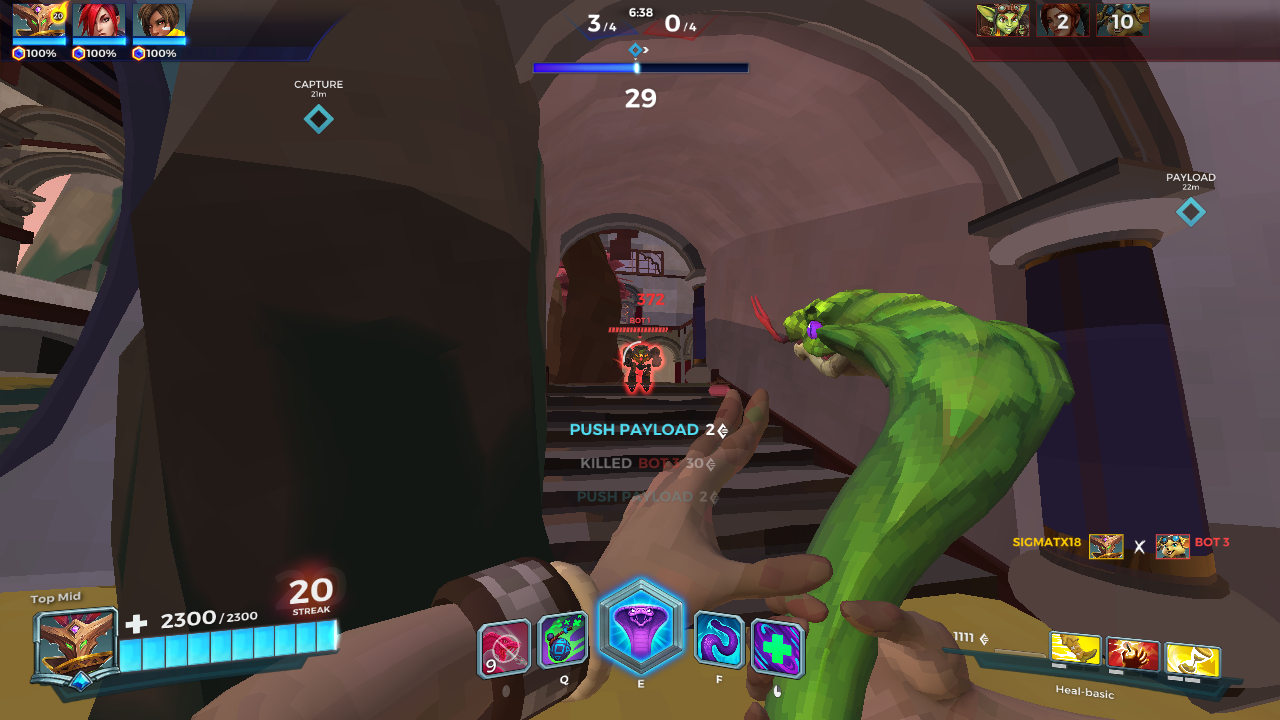 20
100% 100% 100%
6:38
3/4 0/4
29
2 10
CAPTURE
21m
PAYLOAD
22m
372
BOT 1
PUSH PAYLOAD 2
KILLED BOT 3 30
PUSH PAYLOAD 2
SIGMATX18 X BOT 3
Top Mid
2300/2300
20
STREAK
9
Q E F
1111
Heal-basic